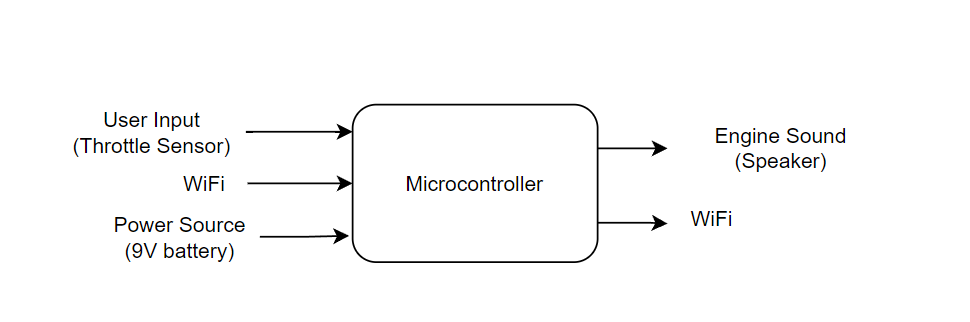 User Input
(Throttle Sensor)
WiFi
Power Source
(9V battery)
Microcontroller
Engine Sound
(Speaker)
WiFi